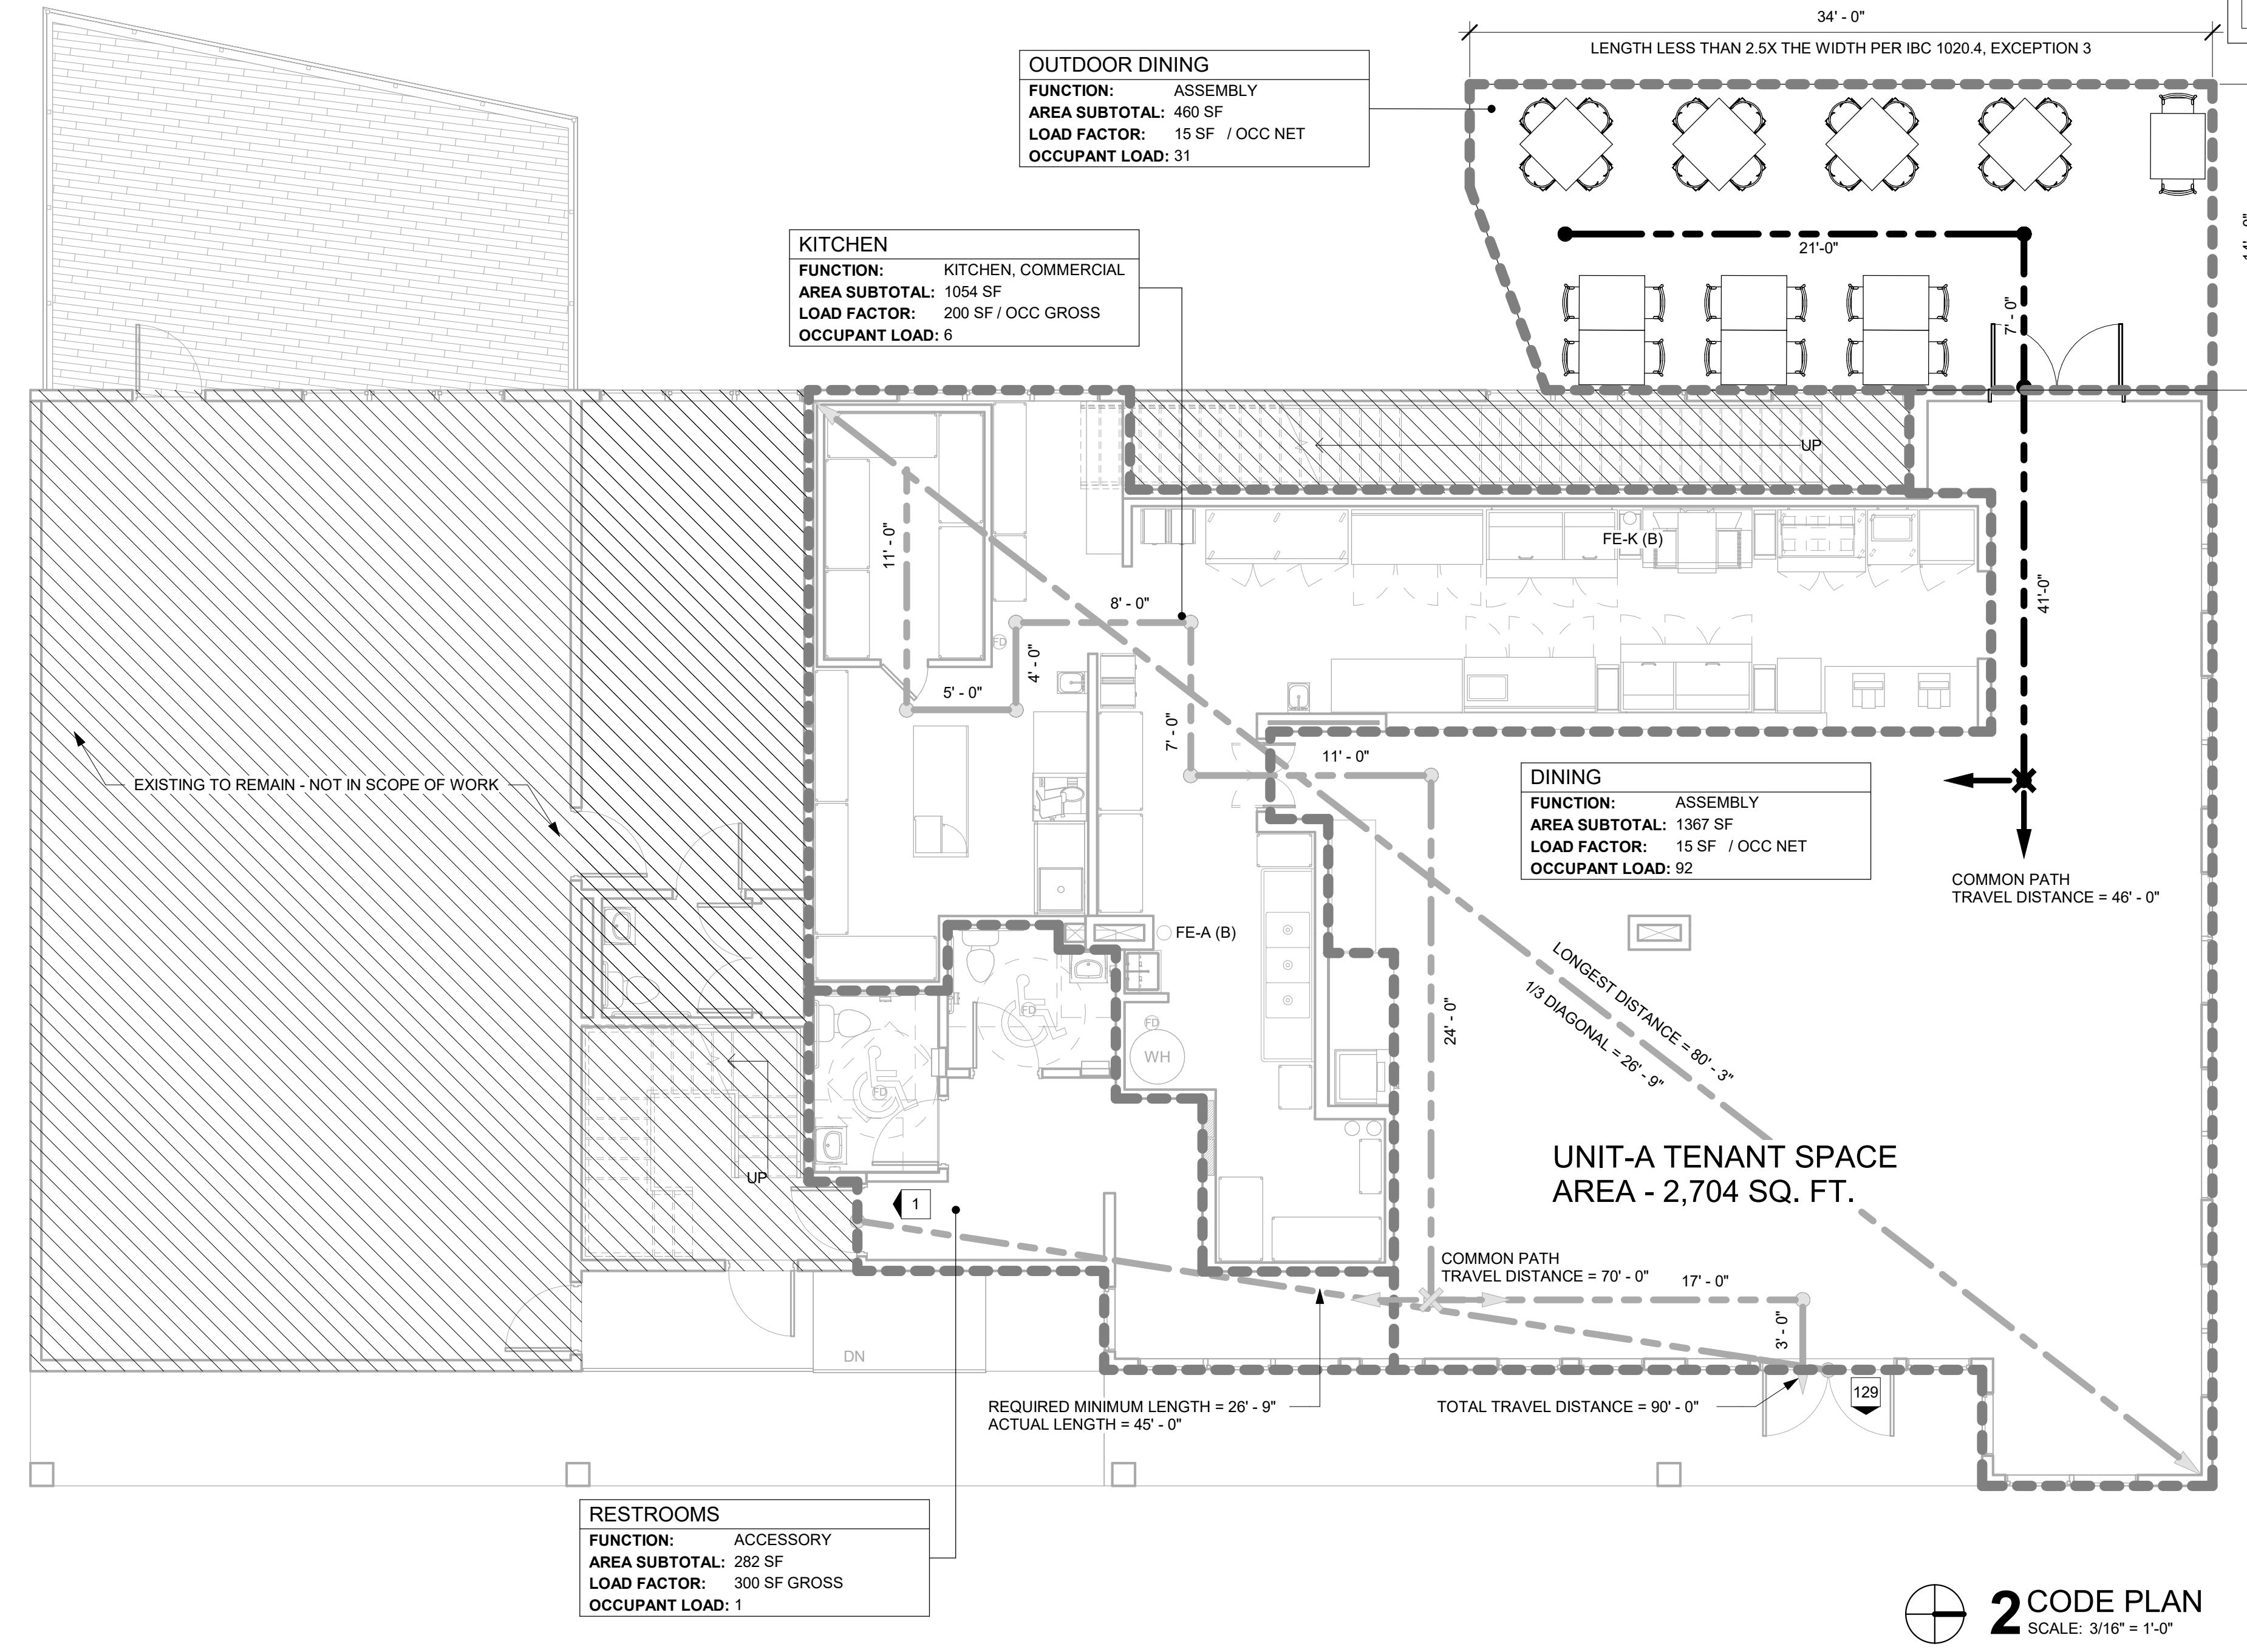 34' - 0"
LENGTH LESS THAN 2.5X THE WIDTH PER IBC 1020.4, EXCEPTION 3
OUTDOOR DINING
FUNCTION: ASSEMBLY
AREA SUBTOTAL: 460 SF
LOAD FACTOR: 15 SF / OCC NET
OCCUPANT LOAD: 31
KITCHEN
FUNCTION: KITCHEN, COMMERCIAL
AREA SUBTOTAL: 1054 SF
LOAD FACTOR: 200 SF / OCC GROSS
OCCUPANT LOAD: 6
21'-0"
7' - 0"
UP
FE-K (B)
11' - 0"
41'-0"
8' - 0"
FD
4' - 0"
5' - 0"
7' - 0"
11' - 0"
EXISTING TO REMAIN - NOT IN SCOPE OF WORK
DINING
FUNCTION: ASSEMBLY
AREA SUBTOTAL: 1367 SF
LOAD FACTOR: 15 SF / OCC NET
OCCUPANT LOAD: 92
COMMON PATH
TRAVEL DISTANCE = 46' - 0"
FE-A (B)
LONGEST DISTANCE = 80' - 3"
1/3 DIAGONAL = 26' - 9"
24' - 0"
FD
FD
WH
FD
UNIT-A TENANT SPACE
AREA - 2,704 SQ. FT.
UP
1
COMMON PATH
TRAVEL DISTANCE = 70' - 0"
17' - 0"
3' - 0"
DN
129
REQUIRED MINIMUM LENGTH = 26' - 9"
ACTUAL LENGTH = 45' - 0"
TOTAL TRAVEL DISTANCE = 90' - 0"
RESTROOMS
FUNCTION: ACCESSORY
AREA SUBTOTAL: 282 SF
LOAD FACTOR: 300 SF GROSS
OCCUPANT LOAD: 1
2 CODE PLAN
SCALE: 3/16" = 1'-0"